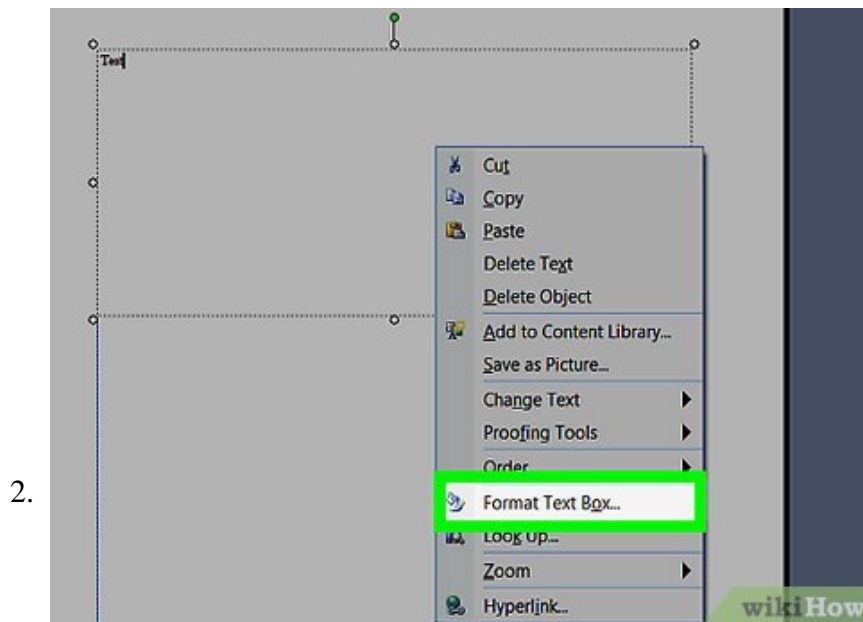 Text
Cut
Copy
Paste
Delete Text
Delete Object
Add to Content Library...
Save as Picture...
Change Text
Proofing Tools
Order
2.
Format Text Box...
Look Up...
Zoom
Hyperlink...
wikiHow